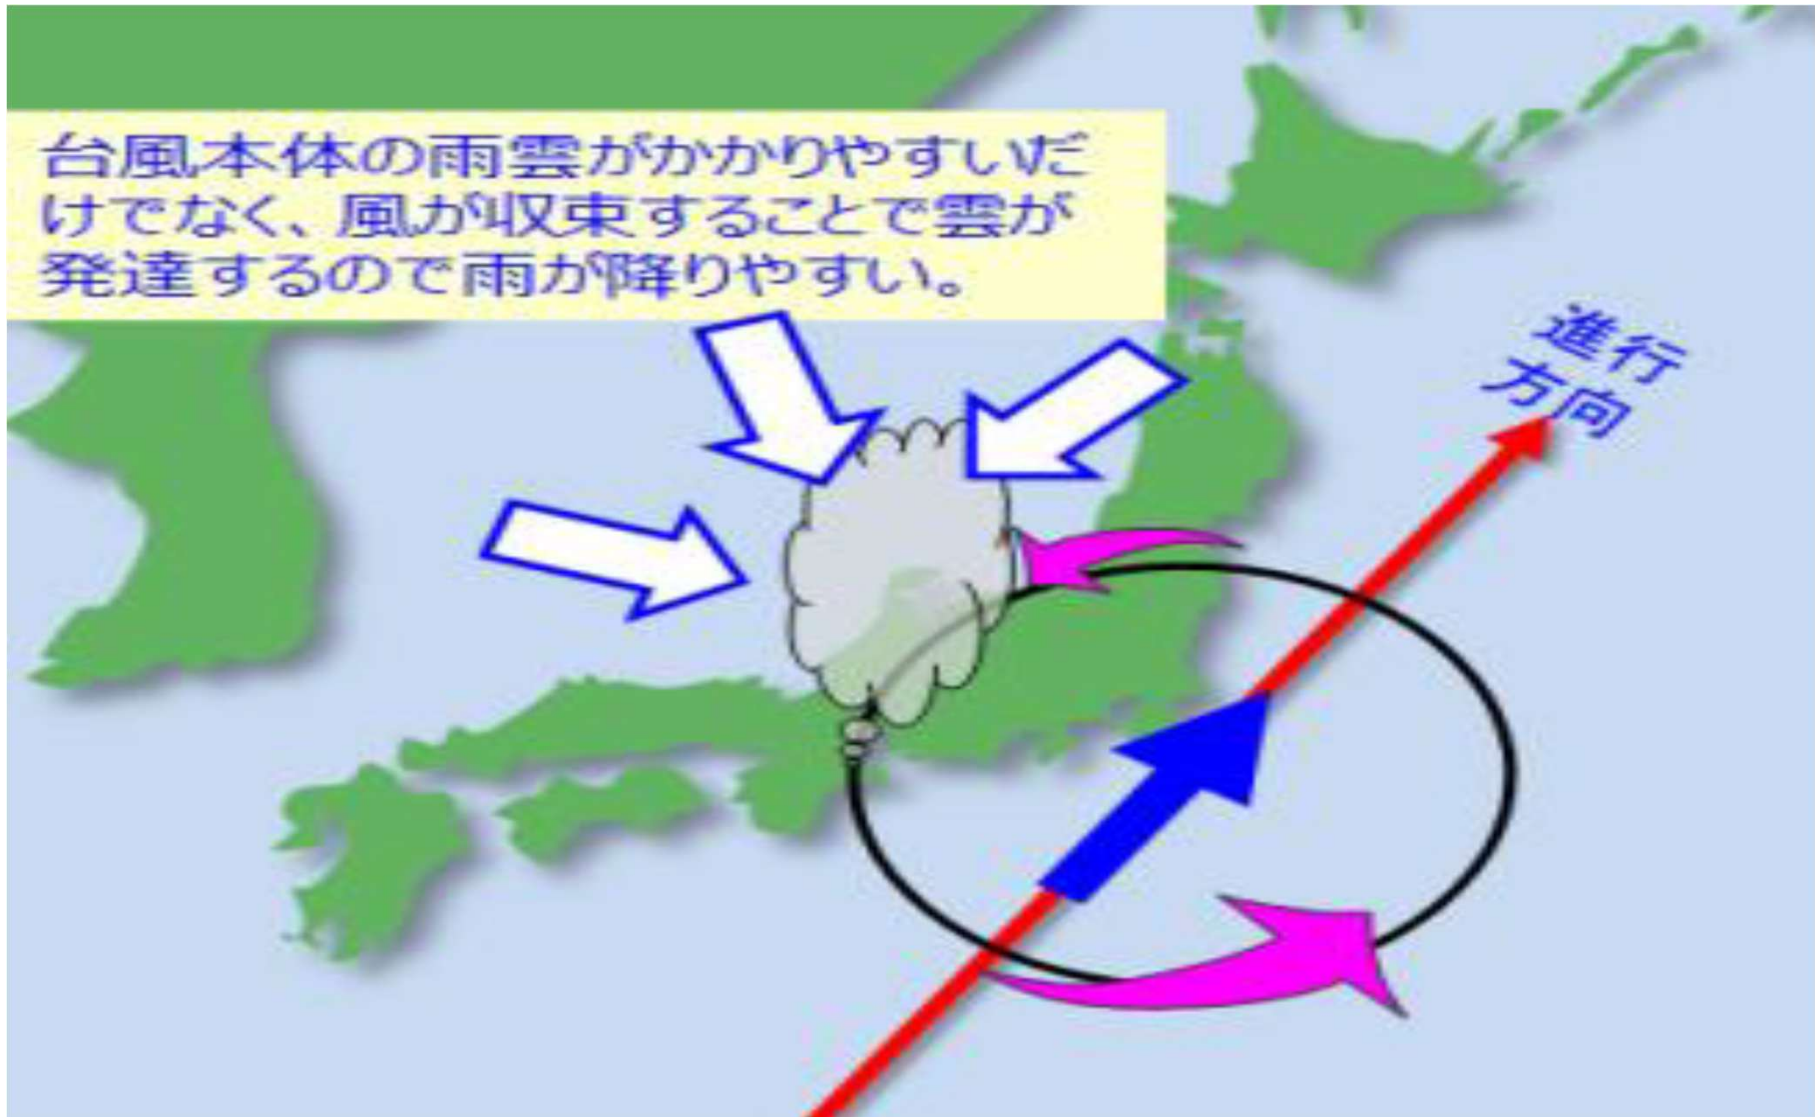 台風本体の雨雲がかかりやすいだ
けでなく、風が収束することで雲が
発達するので雨が降りやすい。
進行
方向